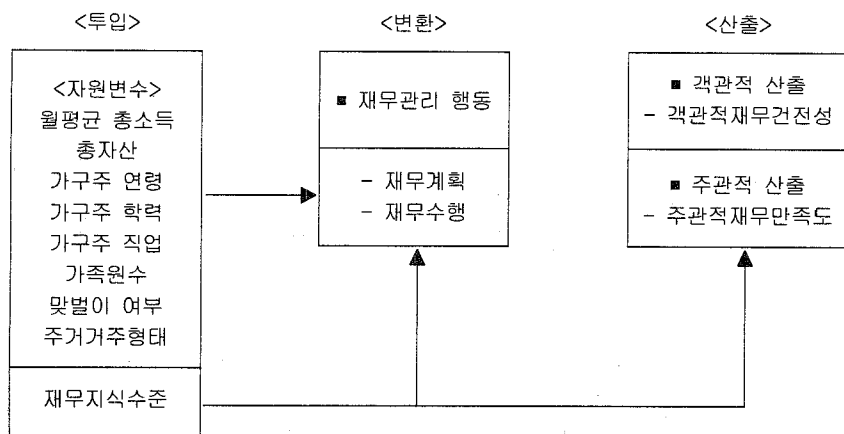 <투입>
<자원변수>
월평균 총소득
총자산
가구주 연령
가구주 학력
가구주 직업
가족원수
맞벌이 여부
주거거주형태
재무지식수준
<변환>
■ 재무관리 행동
- 재무계획
- 재무수행
<산출>
■ 객관적 산출
- 객관적재무건전성
■ 주관적 산출
- 주관적재무만족도